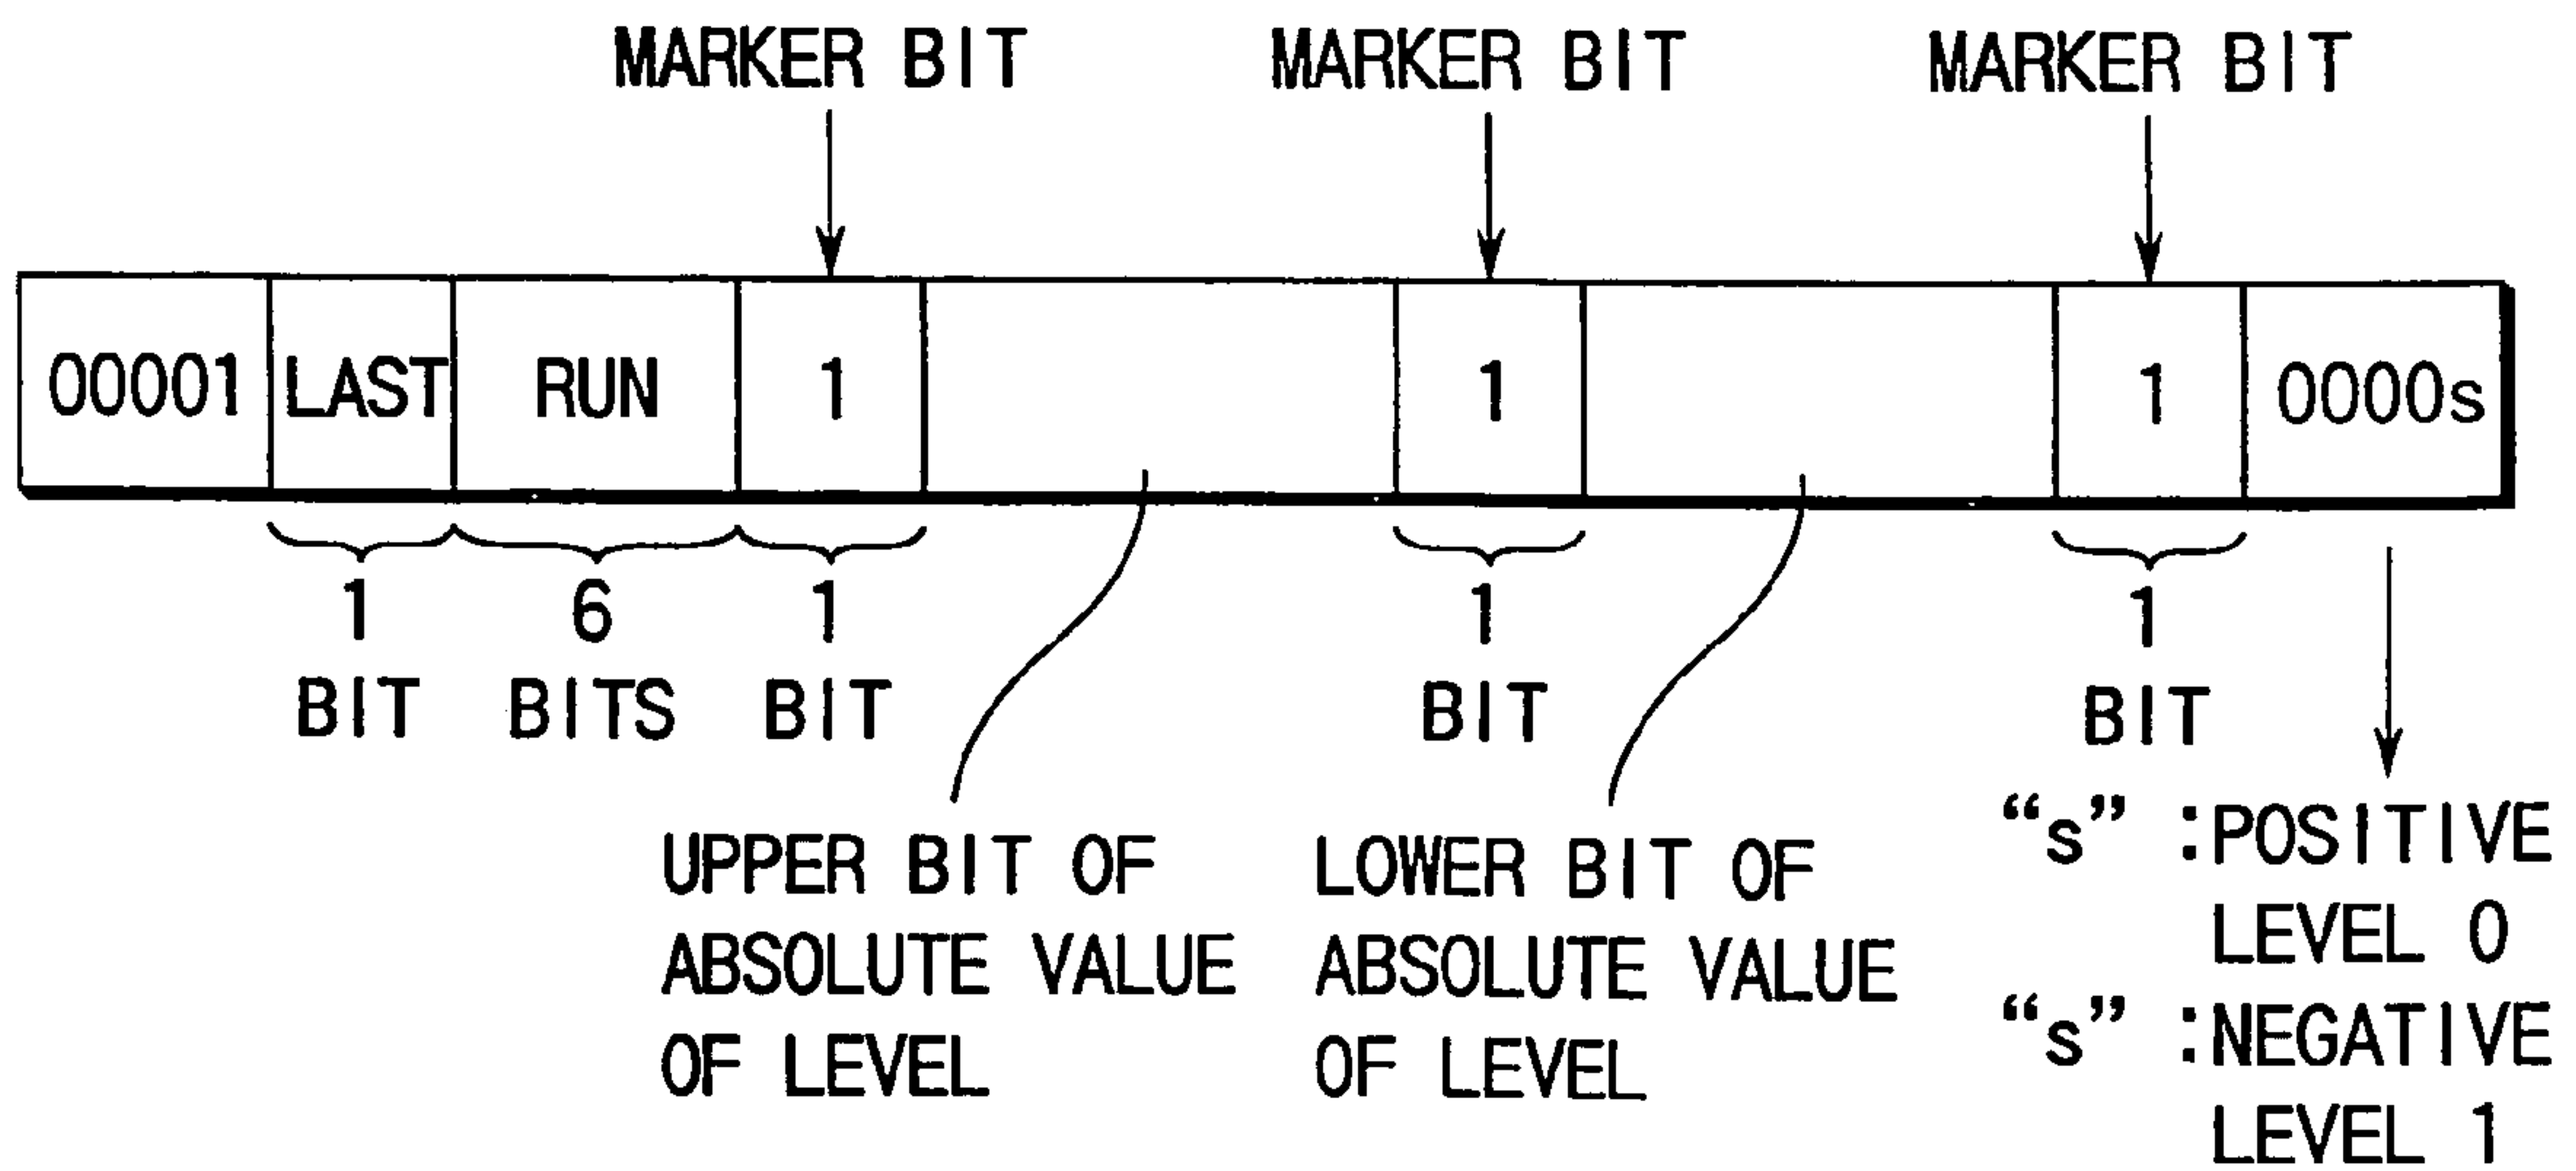 MARKER BIT MARKER BIT MARKER BIT
00001 LAST RUN 1 1 1 0000s
1 6 1 1 1
BIT BITS BIT BIT BIT
UPPER BIT OF
ABSOLUTE VALUE
OF LEVEL
LOWER BIT OF
ABSOLUTE VALUE
OF LEVEL
“s” :POSITIVE
LEVEL 0
“s” :NEGATIVE
LEVEL 1